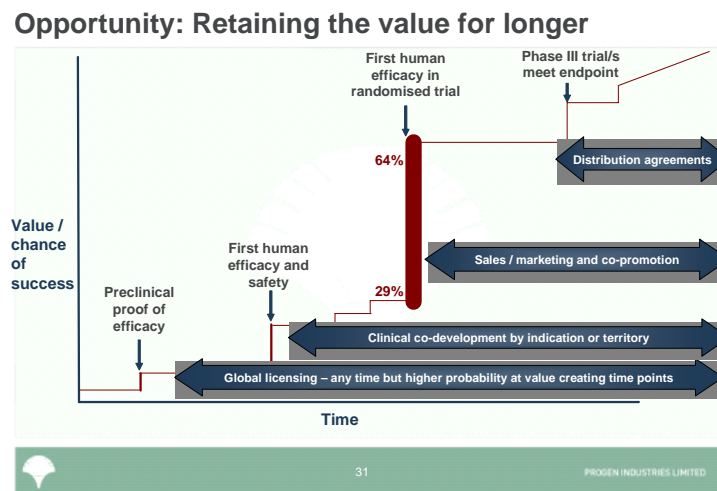 Opportunity: Retaining the value for longer
First human
efficacy in
randomised trial
Phase III trial/s
meet endpoint
64%
Distribution agreements
Value /
chance
of
success
First human
efficacy and
safety
Sales / marketing and co-promotion
Preclinical
proof of
efficacy
29%
Clinical co-development by indication or territory
Global licensing – any time but higher probability at value creating time points
Time
31
PROGEN INDUSTRIES LIMITED